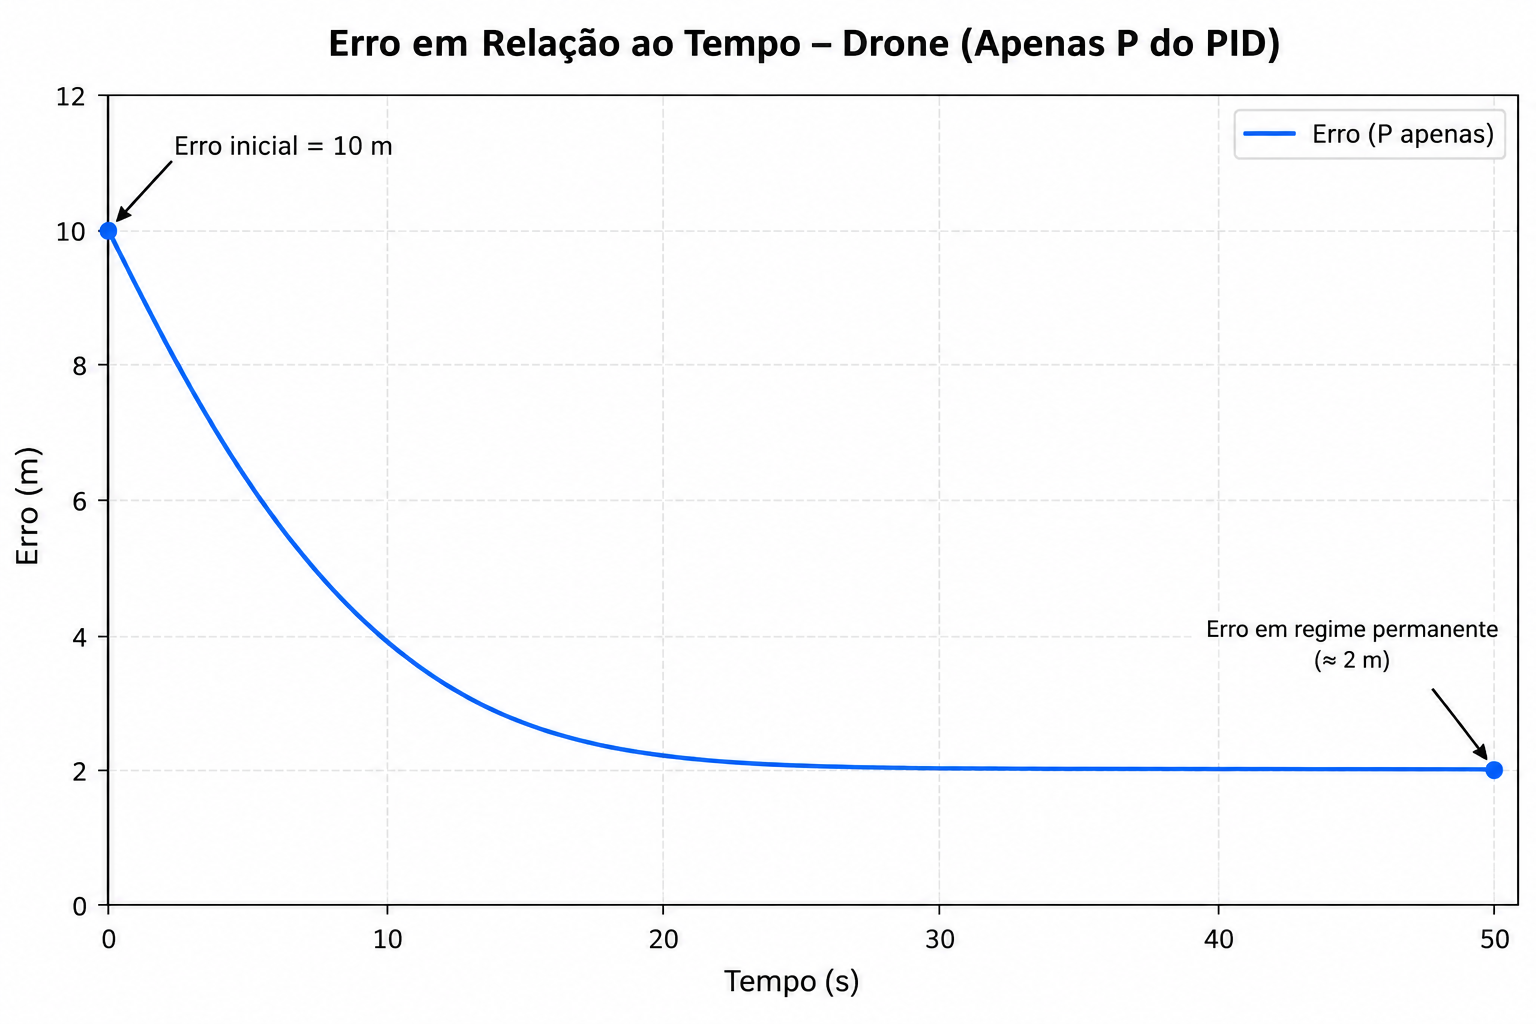 Erro em Relação ao Tempo – Drone (Apenas P do PID)
12
10
8
6
4
2
0
Erro (m)
Erro inicial = 10 m
Erro (P apenas)
Erro em regime permanente
(≈ 2 m)
0 10 20 30 40 50
Tempo (s)